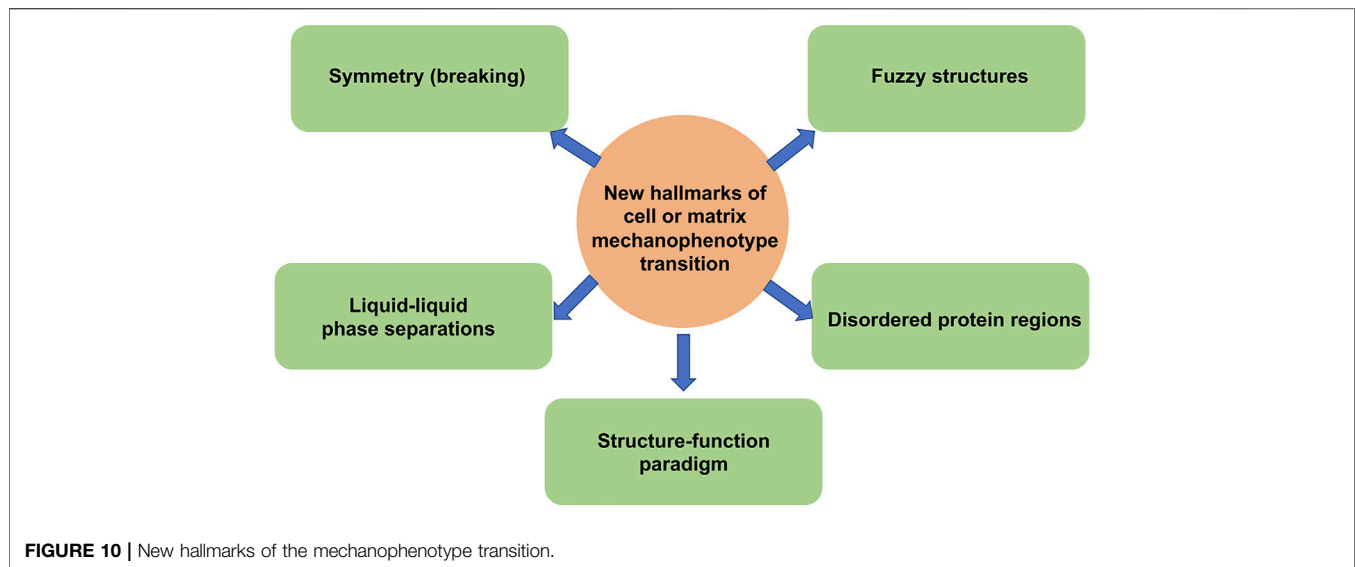 Symmetry (breaking)
Fuzzy structures
New hallmarks of
cell or matrix
mechanophenotype
transition
Liquid-liquid
phase separations
Disordered protein regions
Structure-function
paradigm
FIGURE 10 | New hallmarks of the mechanophenotype transition.